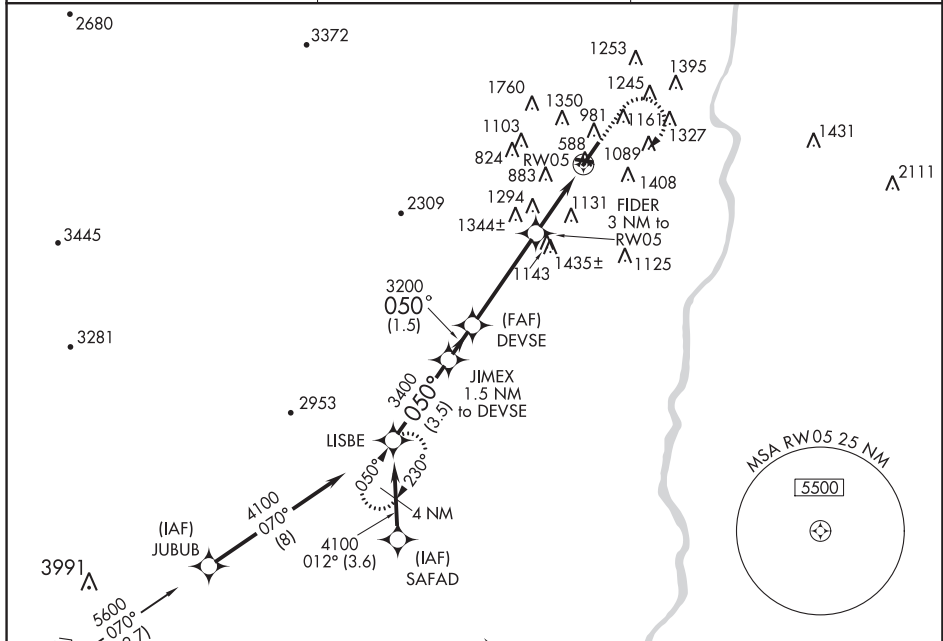 2680
3372
1253
1395
1245
1760
1350
981
1161
1327
1103
824
588
RW05
1089
1431
883
2111
1408
1294
2309
1131
FIDER
3 NM to
RW05
1344±
3445
1143
1435±
1125
3200
050°
(1.5)
(FAF)
DEVSE
3281
JIMEX
1.5 NM
to DEVSE
3400
050°
(3.5)
2953
LISBE
MSA RW05 25 NM
5500
050°
230°
4 NM
4100
070°
(8)
(IAF)
JUBUB
4100
012° (3.6)
(IAF)
SAFAD
3991
5600
070°